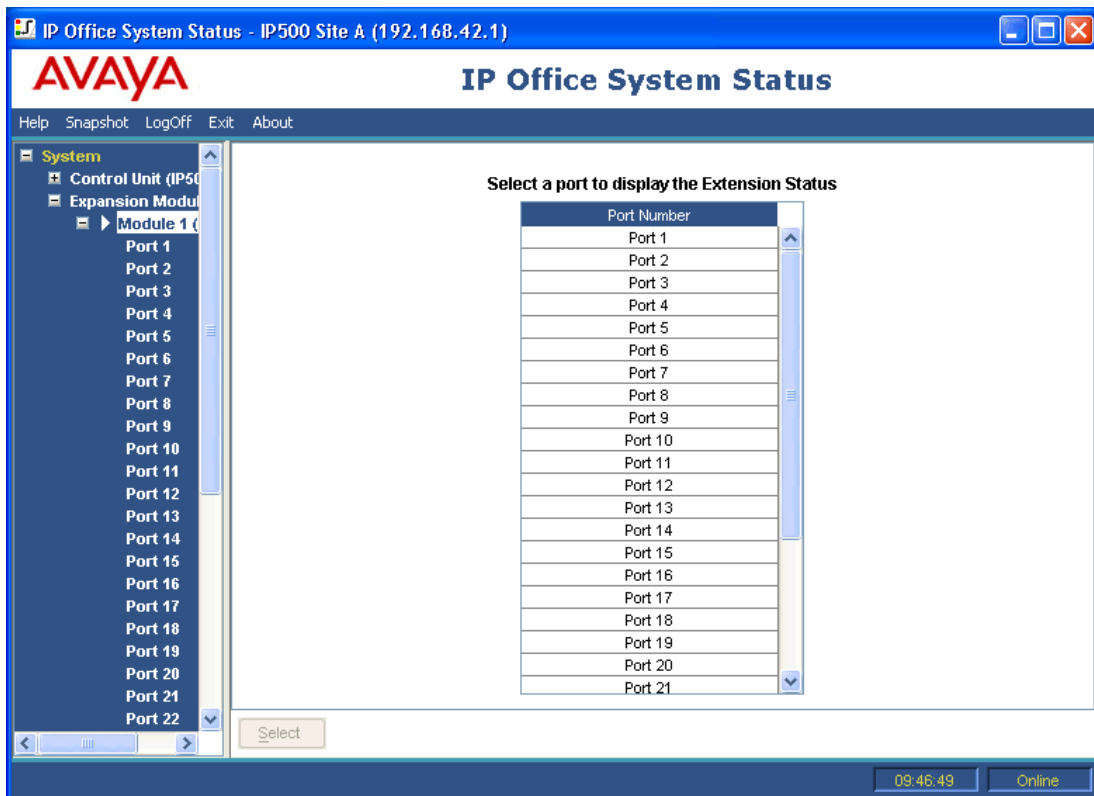 IP Office System Status - IP500 Site A (192.168.42.1)
AVAYA
IP Office System Status
Help Snapshot LogOff Exit About
System
Control Unit (IP50
Expansion Modul
Module 1 (
Port 1
Port 2
Port 3
Port 4
Port 5
Port 6
Port 7
Port 8
Port 9
Port 10
Port 11
Port 12
Port 13
Port 14
Port 15
Port 16
Port 17
Port 18
Port 19
Port 20
Port 21
Port 22
Select a port to display the Extension Status
Port Number
Port 1
Port 2
Port 3
Port 4
Port 5
Port 6
Port 7
Port 8
Port 9
Port 10
Port 11
Port 12
Port 13
Port 14
Port 15
Port 16
Port 17
Port 18
Port 19
Port 20
Port 21
Select
09:46:49
Online